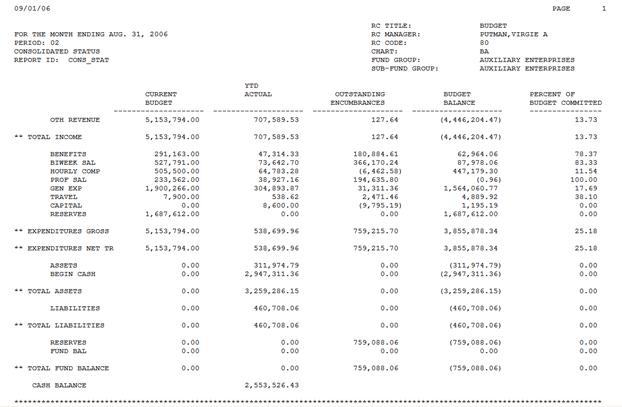 09/01/06 PAGE 1
RC TITLE: BUDGET
FOR THE MONTH ENDING AUG. 31, 2006 RC MANAGER: PUTMAN,VIRGIE A
PERIOD: 02 RC CODE: 80
CONSOLIDATED STATUS CHART: BA
REPORT ID: CONS_STAT FUND GROUP: AUXILIARY ENTERPRISES
SUB-FUND GROUP: AUXILIARY ENTERPRISES
YTD
CURRENT ACTUAL OUTSTANDING BUDGET PERCENT OF
BUDGET ENCUMBRANCES BALANCE BUDGET COMMITTED
OTH REVENUE 5,153,794.00 707,589.53 127.64 (4,446,204.47) 13.73
** TOTAL INCOME 5,153,794.00 707,589.53 127.64 (4,446,204.47) 13.73
BENEFITS 291,163.00 47,314.33 180,884.61 62,964.06 78.37
BIWEEK SAL 527,791.00 73,642.70 366,170.24 87,978.06 83.33
HOURLY COMP 505,500.00 64,783.28 (6,462.58) 447,179.30 11.54
PROF SAL 233,562.00 38,927.16 194,635.80 (0.96) 100.00
GEN EXP 1,900,266.00 304,893.87 31,311.36 1,564,060.77 17.69
TRAVEL 7,900.00 538.62 2,471.46 4,889.92 38.10
CAPITAL 0.00 8,600.00 (9,795.19) 1,195.19 0.00
RESERVES 1,687,612.00 0.00 0.00 1,687,612.00 0.00
** EXPENDITURES GROSS 5,153,794.00 538,699.96 759,215.70 3,855,878.34 25.18
** EXPENDITURES NET TR 5,153,794.00 538,699.96 759,215.70 3,855,878.34 25.18
ASSETS 0.00 311,974.79 0.00 (311,974.79) 0.00
BEGIN CASH 0.00 2,947,311.36 0.00 (2,947,311.36) 0.00
** TOTAL ASSETS 0.00 3,259,286.15 0.00 (3,259,286.15) 0.00
LIABILITIES 0.00 460,708.06 0.00 (460,708.06) 0.00
** TOTAL LIABILITIES 0.00 460,708.06 0.00 (460,708.06) 0.00
RESERVES 0.00 0.00 759,088.06 (759,088.06) 0.00
FUND BAL 0.00 0.00 0.00 0.00 0.00
** TOTAL FUND BALANCE 0.00 0.00 759,088.06 (759,088.06) 0.00
CASH BALANCE 2,553,526.43